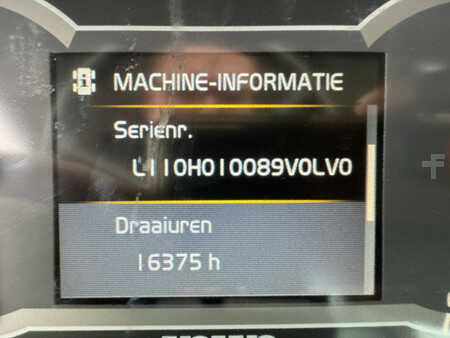 MACHINE-INFORMATIE
Serienr.
L110H010089VOLVO
Draaiuren
16375 h